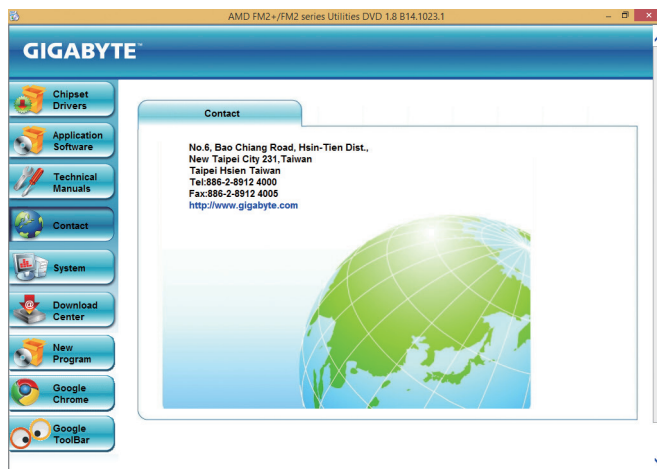 AMD FM2+/FM2 series Utilities DVD 1.8 B14.1023.1
GIGABYTE™
Chipset
Drivers
Application
Software
Technical
Manuals
Contact
System
Download
Center
New
Program
Google
Chrome
Google
ToolBar
Contact
No.6, Bao Chiang Road, Hsin-Tien Dist.,
New Taipei City 231,Taiwan
Taipei Hsien Taiwan
Tel:886-2-8912 4000
Fax:886-2-8912 4005
http://www.gigabyte.com